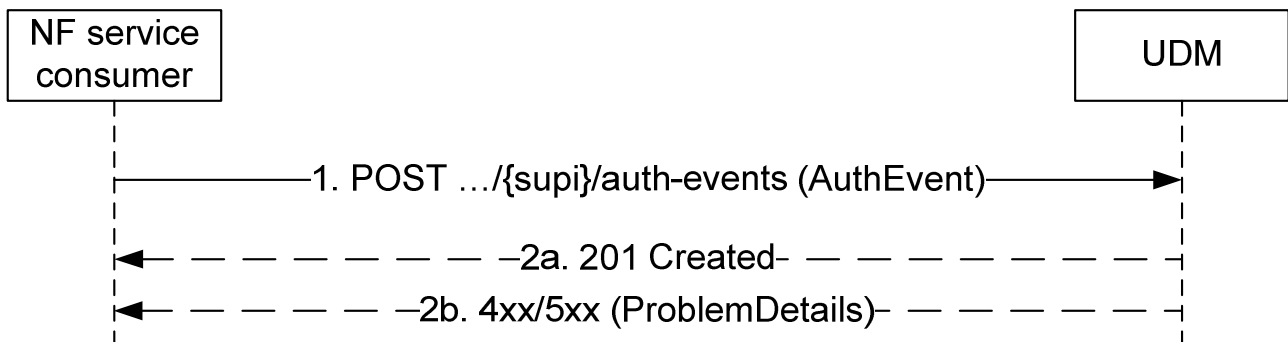 NF service
consumer
UDM
1. POST …/{supi}/auth-events (AuthEvent)
2a. 201 Created
2b. 4xx/5xx (ProblemDetails)